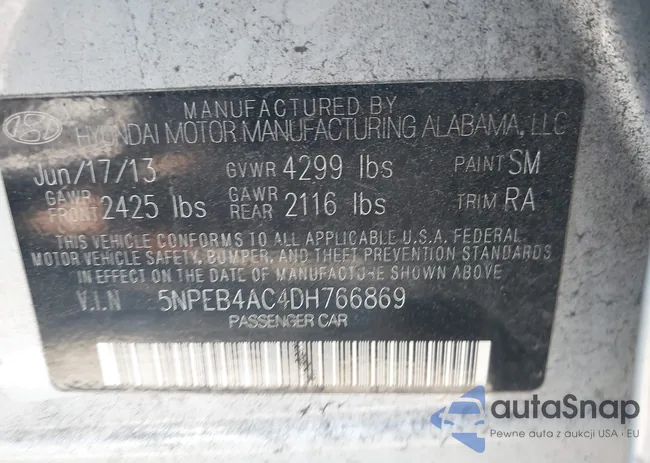 MANUFACTURED BY
HYUNDAI MOTOR MANUFACTURING ALABAMA, LLC
Jun/17/13 GVWR 4299 lbs PAINT SM
GAWR FRONT 2425 lbs GAWR REAR 2116 lbs TRIM RA
THIS VEHICLE CONFORMS TO ALL APPLICABLE U.S.A. FEDERAL
MOTOR VEHICLE SAFETY, BUMPER, AND THEFT PREVENTION STANDARDS
IN EFFECT ON THE DATE OF MANUFACTURE SHOWN ABOVE.
V.I.N 5NPEB4AC4DH766869
PASSENGER CAR
autoSnap
Pewne auta z aukcji USA i EU